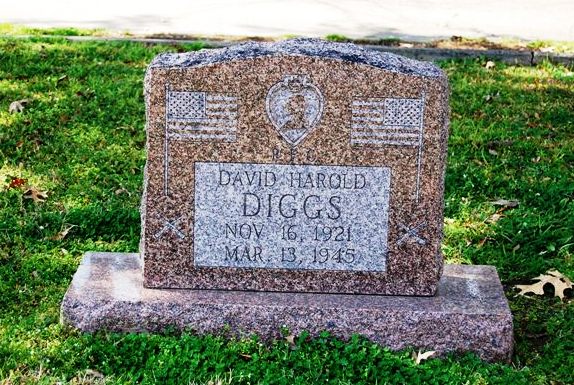 DAVID HAROLD
DIGGS
NOV 16, 1921
MAR. 13, 1945